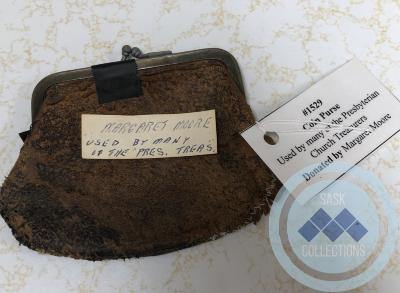 MARGARET MOORE
USED BY MANY
OF THE PRES. TREAS.
#1529
Coin Purse
Used by many of the Presbyterian
Church Treasurers
Donated by Margaret Moore
SASK
COLLECTIONS